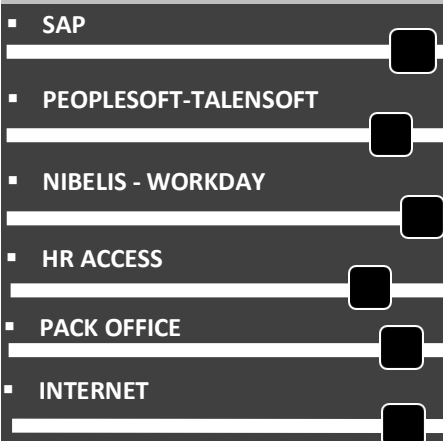 ▪ SAP
▪ PEOPLESOFT-TALENSOFT
▪ NIBELIS - WORKDAY
▪ HR ACCESS
▪ PACK OFFICE
▪ INTERNET